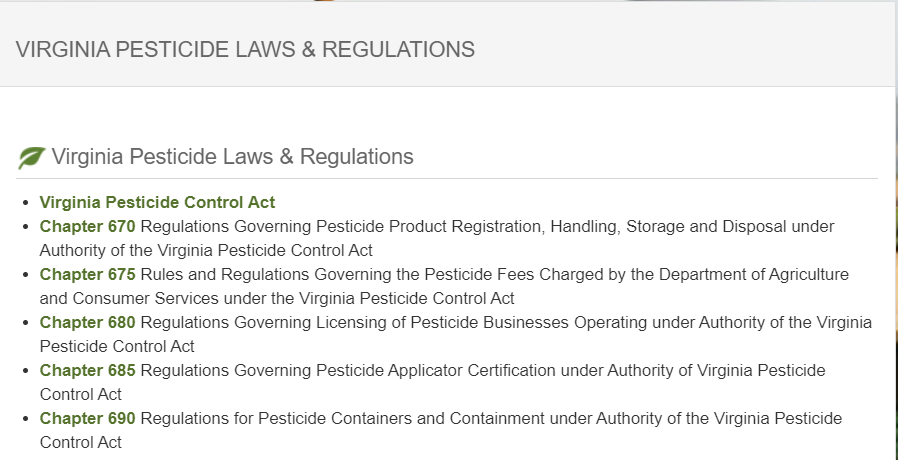 VIRGINIA PESTICIDE LAWS & REGULATIONS
Virginia Pesticide Laws & Regulations
Virginia Pesticide Control Act
Chapter 670 Regulations Governing Pesticide Product Registration, Handling, Storage and Disposal under
Authority of the Virginia Pesticide Control Act
Chapter 675 Rules and Regulations Governing the Pesticide Fees Charged by the Department of Agriculture
and Consumer Services under the Virginia Pesticide Control Act
Chapter 680 Regulations Governing Licensing of Pesticide Businesses Operating under Authority of the Virginia
Pesticide Control Act
Chapter 685 Regulations Governing Pesticide Applicator Certification under Authority of Virginia Pesticide
Control Act
Chapter 690 Regulations for Pesticide Containers and Containment under Authority of the Virginia Pesticide
Control Act